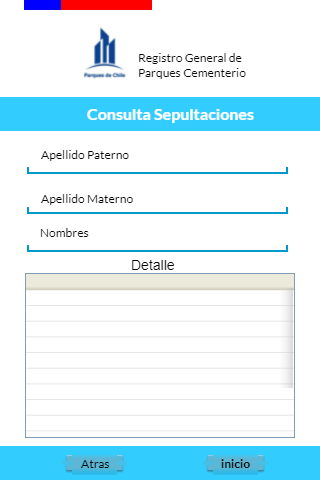 Parques de Chile
Registro General de
Parques Cementerio
Consulta Sepultaciones
Apellido Paterno
Apellido Materno
Nombres
Detalle
Atras
inicio